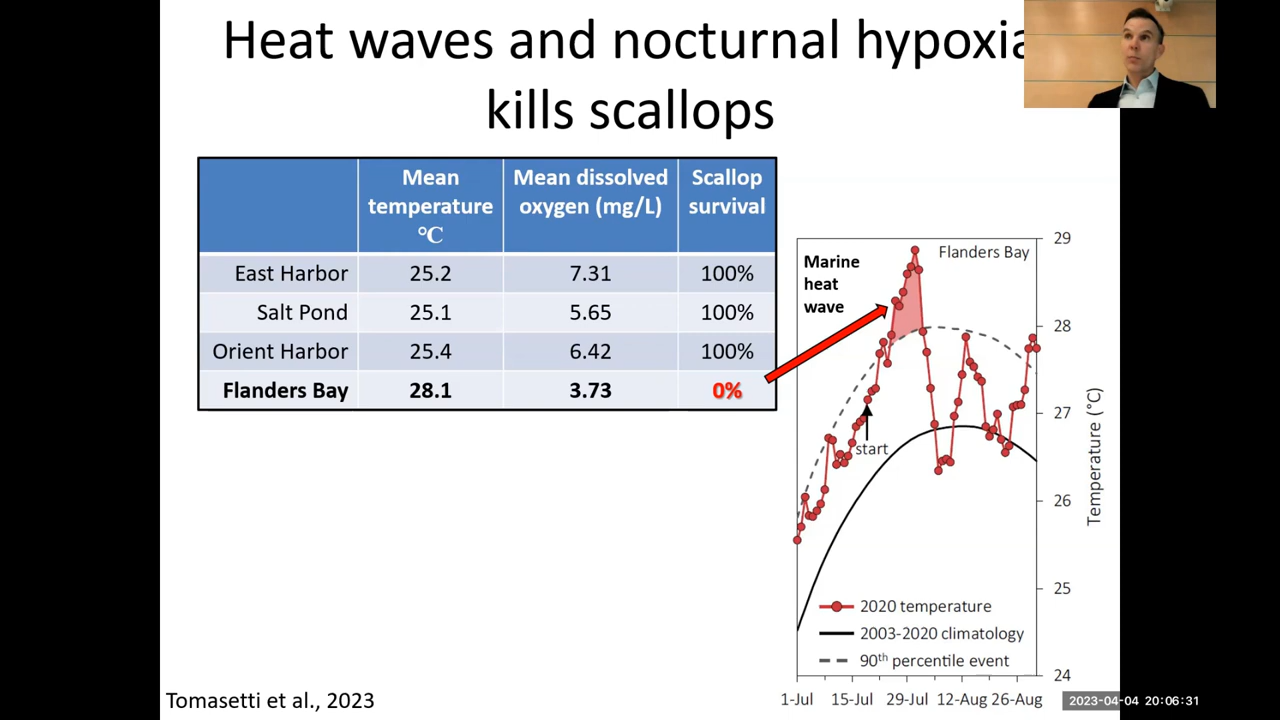 Heat waves and nocturnal hypoxia
kills scallops
Mean temperature °C Mean dissolved oxygen (mg/L) Scallop survival
East Harbor 25.2 7.31 100%
Salt Pond 25.1 5.65 100%
Orient Harbor 25.4 6.42 100%
Flanders Bay 28.1 3.73 0%
Marine
heat
wave
Flanders Bay
start
29
28
27
26
25
24
Temperature (°C)
2020 temperature
2003-2020 climatology
90th percentile event
1-Jul 15-Jul 29-Jul 12-Aug 26-Aug
Tomasetti et al., 2023
2023-04-04 20:06:31